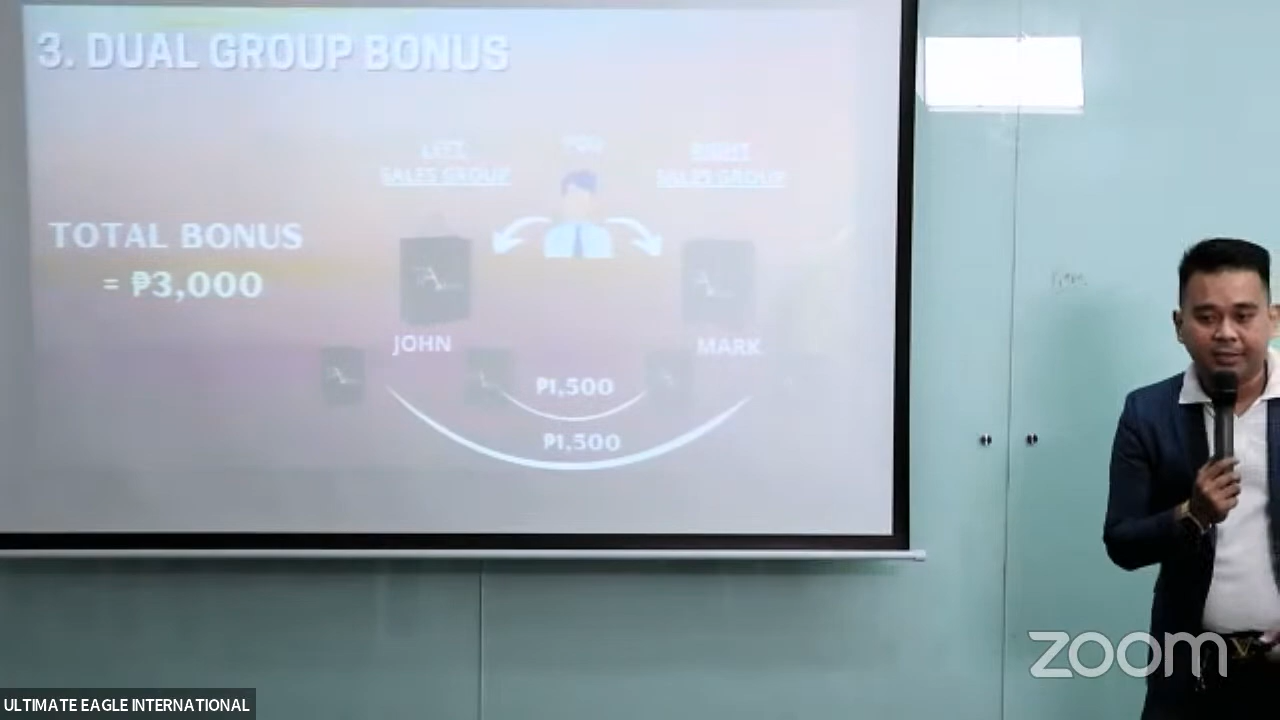 3. DUAL GROUP BONUS
LEFT
SALES GROUP
YOU
RIGHT
SALES GROUP
TOTAL BONUS
= ₱3,000
JOHN
MARK
₱1,500
₱1,500
zoom
ULTIMATE EAGLE INTERNATIONAL